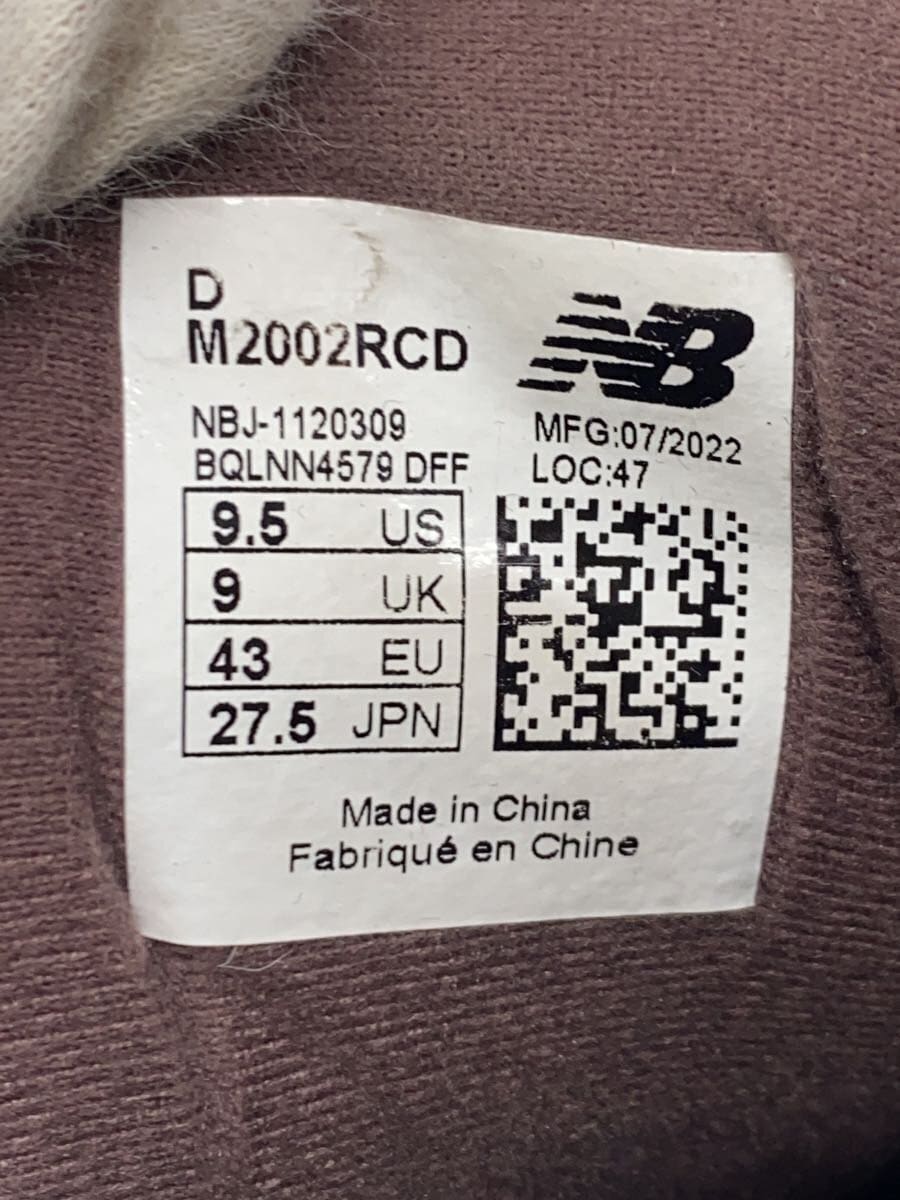 D
M2002RCD
NB
NBJ-1120309
MFG:07/2022
BQLNN4579 DFF
LOC:47
9.5 US
9 UK
43 EU
27.5 JPN
Made in China
Fabriqué en Chine